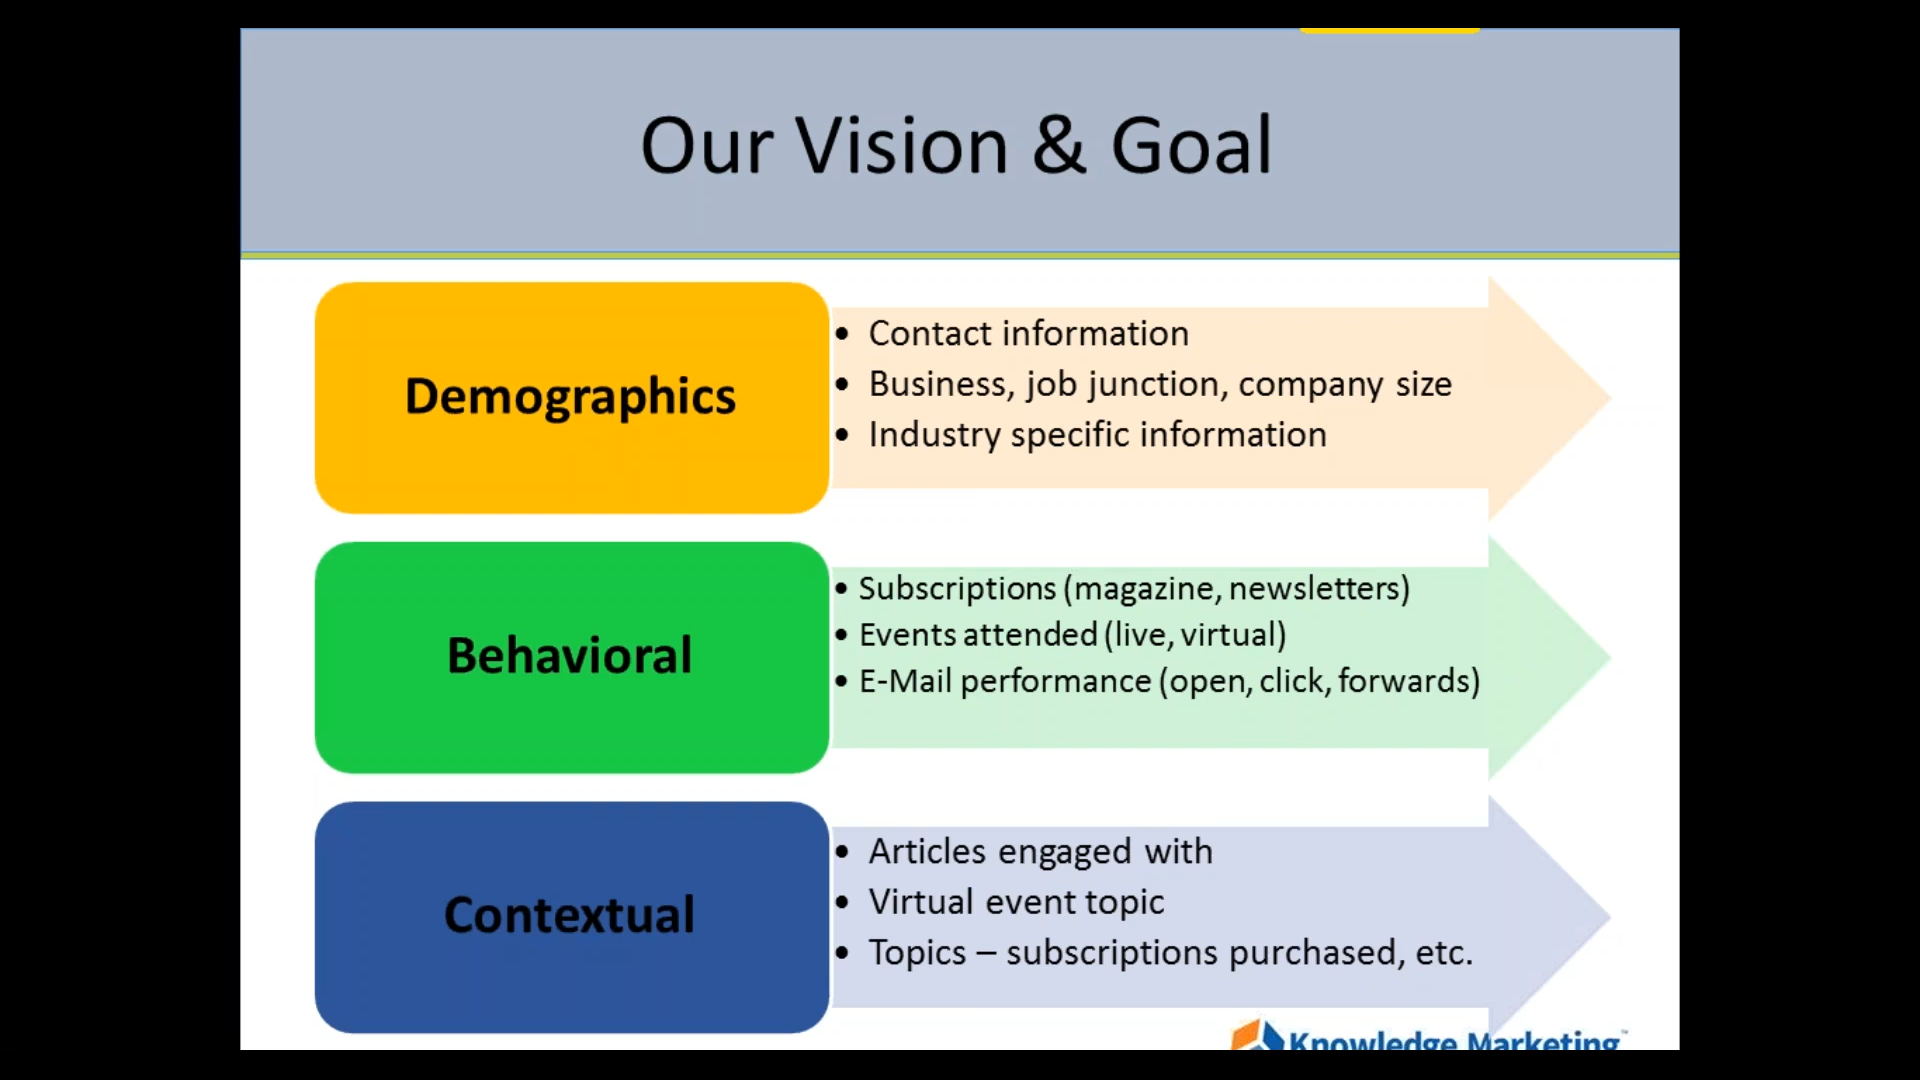 Our Vision & Goal
Demographics
• Contact information
• Business, job junction, company size
• Industry specific information
Behavioral
• Subscriptions (magazine, newsletters)
• Events attended (live, virtual)
• E-Mail performance (open, click, forwards)
Contextual
• Articles engaged with
• Virtual event topic
• Topics – subscriptions purchased, etc.
Knowledge Marketing™